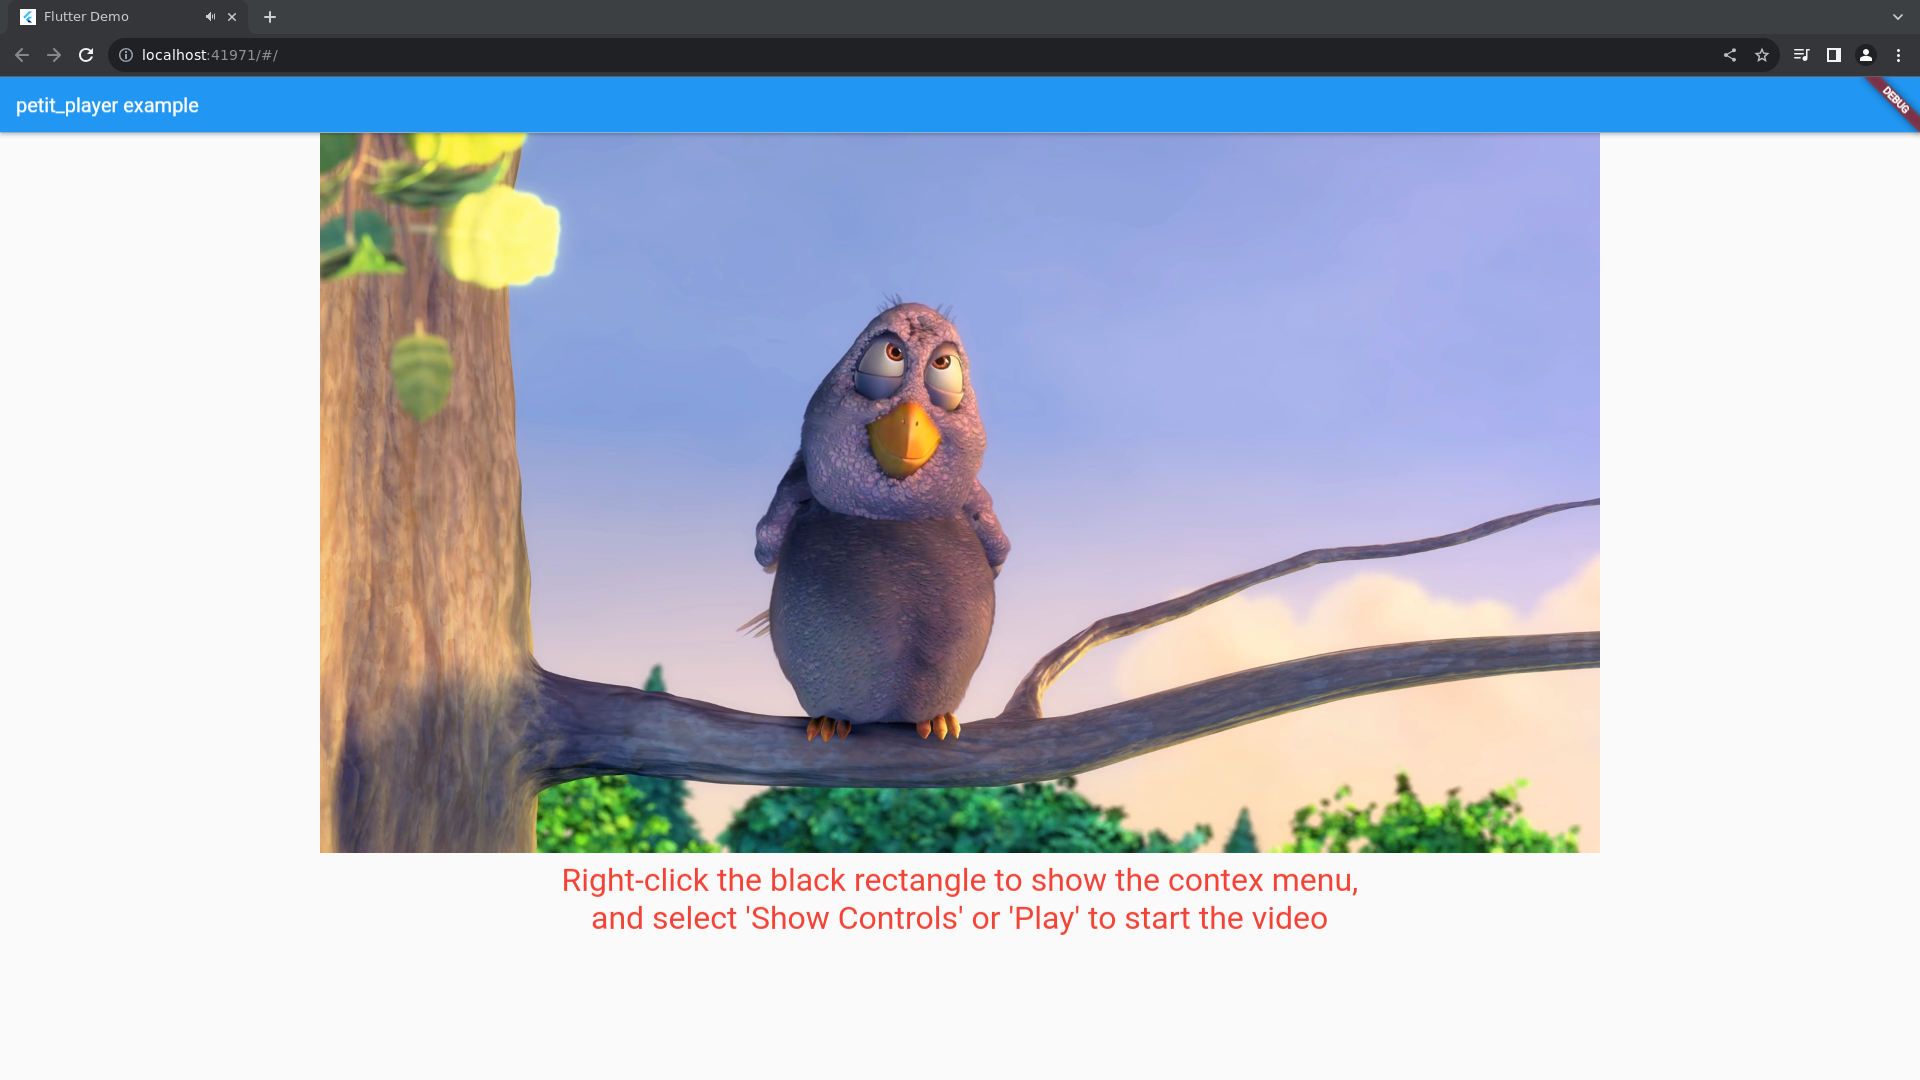 Flutter Demo
localhost:41971/#/
petit_player example
DEBUG
Right-click the black rectangle to show the contex menu,
and select 'Show Controls' or 'Play' to start the video